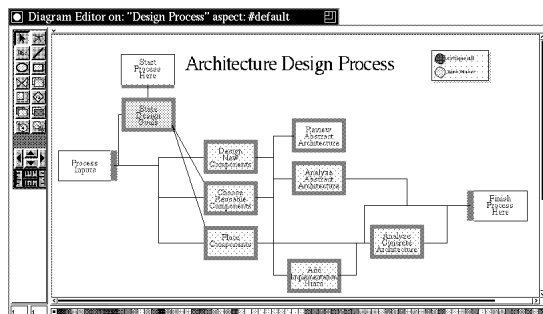 Diagram Editor on: "Design Process" aspect: #default
Start
Process
Here
Architecture Design Process
State
Design
Goals
Review
Abstract
Architecture
Design
New
Components
Process
Inputs
Analyze
Abstract
Architecture
Choose
Reusable
Components
Finish
Process
Here
Place
Components
Analyze
Concrete
Architecture
Add
Implementation
Hints